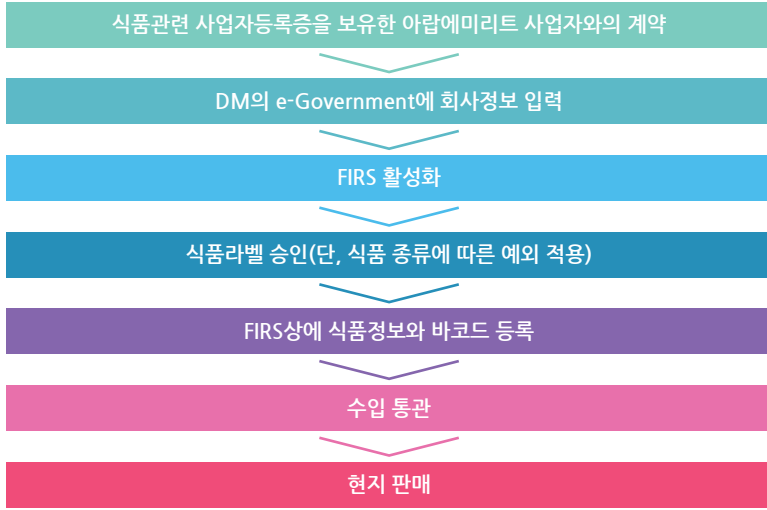 식품관련 사업자등록증을 보유한 아랍에미리트 사업자와의 계약
DM의 e-Government에 회사정보 입력
FIRS 활성화
식품라벨 승인(단, 식품 종류에 따른 예외 적용)
FIRS상에 식품정보와 바코드 등록
수입 통관
현지 판매